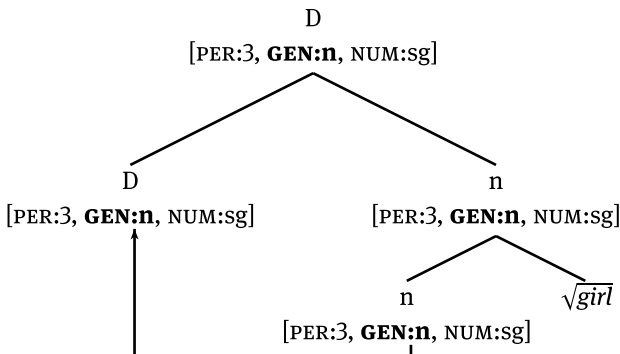 D
[PER:3, GEN:n, NUM:sg]
D
n
[PER:3, GEN:n, NUM:sg]
[PER:3, GEN:n, NUM:sg]
n
√girl
[PER:3, GEN:n, NUM:sg]